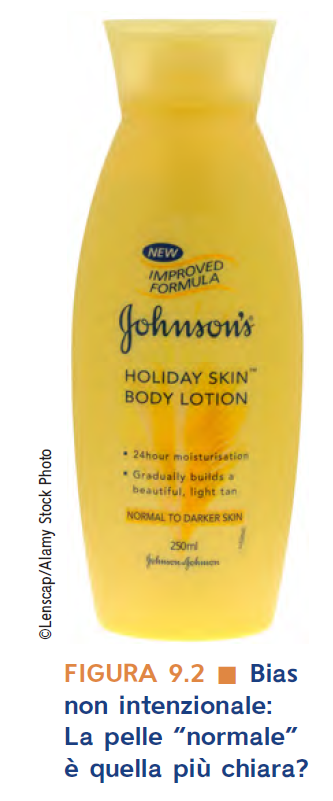 NEW
IMPROVED
FORMULA
Johnson's®
HOLIDAY SKIN™
BODY LOTION
• 24hour moisturisation
• Gradually builds a
beautiful, light tan
NORMAL TO DARKER SKIN
250ml
Johnson&Johnson
©Lenscap/Alamy Stock Photo
FIGURA 9.2 ■ Bias
non intenzionale:
La pelle "normale"
è quella più chiara?